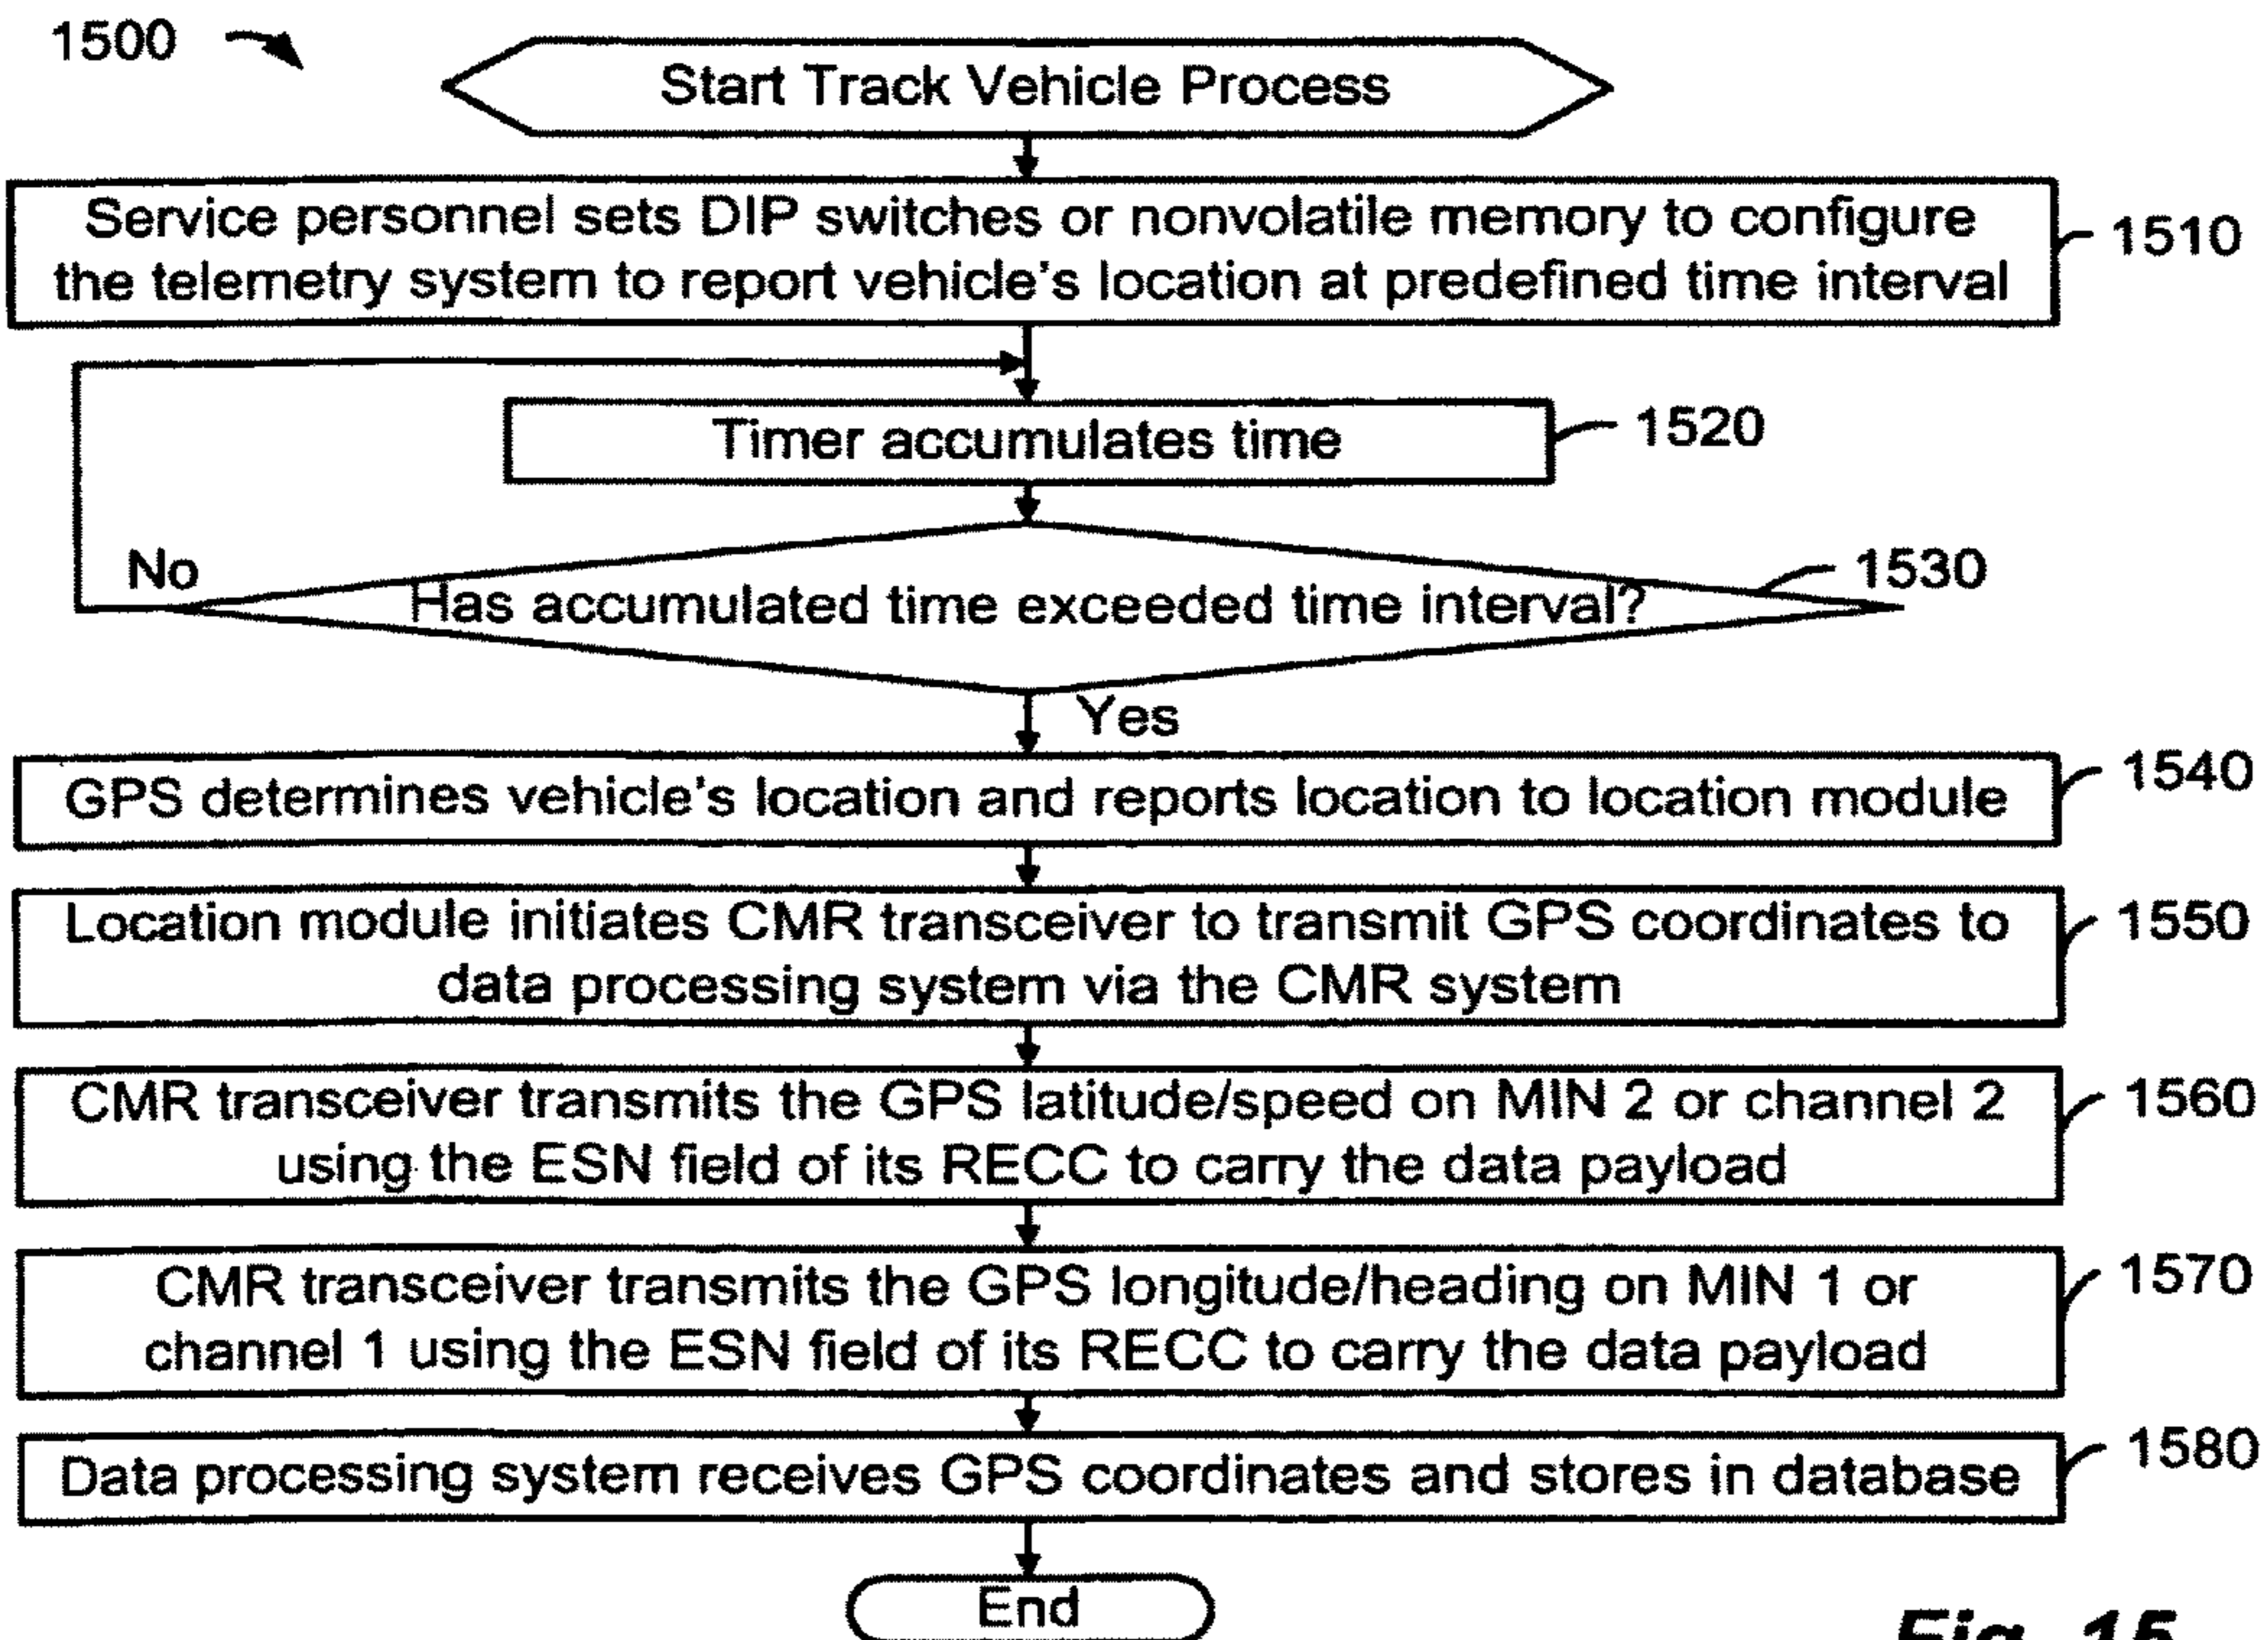 1500
Start Track Vehicle Process
Service personnel sets DIP switches or nonvolatile memory to configure
the telemetry system to report vehicle's location at predefined time interval
1510
Timer accumulates time
1520
No
Has accumulated time exceeded time interval?
1530
Yes
GPS determines vehicle's location and reports location to location module
1540
Location module initiates CMR transceiver to transmit GPS coordinates to
data processing system via the CMR system
1550
CMR transceiver transmits the GPS latitude/speed on MIN 2 or channel 2
using the ESN field of its RECC to carry the data payload
1560
CMR transceiver transmits the GPS longitude/heading on MIN 1 or
channel 1 using the ESN field of its RECC to carry the data payload
1570
Data processing system receives GPS coordinates and stores in database
1580
End
Fig. 15